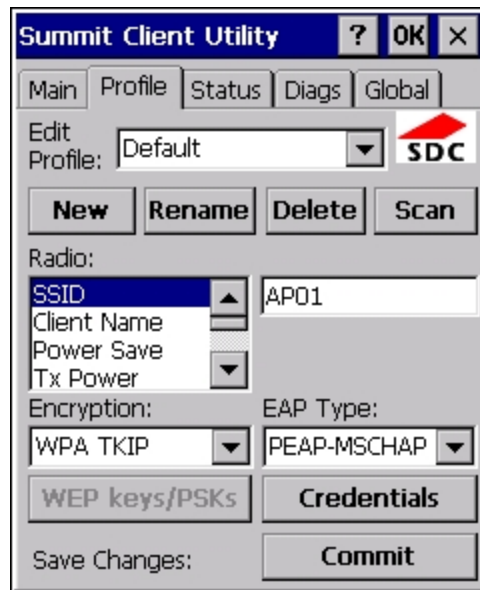 Summit Client Utility ? OK ×
Main Profile Status Diags Global
Edit
Profile: Default
SDC
New Rename Delete Scan
Radio:
SSID AP01
Client Name
Power Save
Tx Power
Encryption: EAP Type:
WPA TKIP PEAP-MSCHAP
WEP keys/PSKs Credentials
Save Changes: Commit